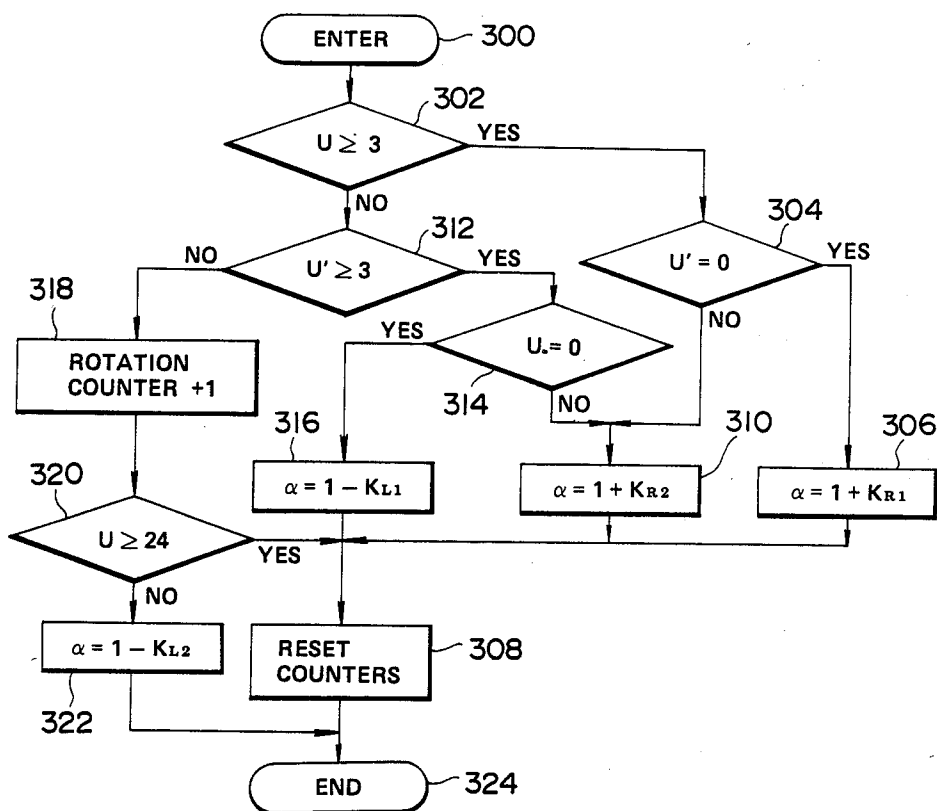 ENTER
300
302
U ≥ 3
YES
NO
304
312
U' = 0
YES
NO
U' ≥ 3
YES
NO
318
ROTATION
COUNTER +1
YES
U.= 0
314
NO
316
310
306
α = 1 − KL1
α = 1 + KR2
α = 1 + KR1
320
U ≥ 24
YES
NO
α = 1 − KL2
322
RESET
COUNTERS
308
END
324